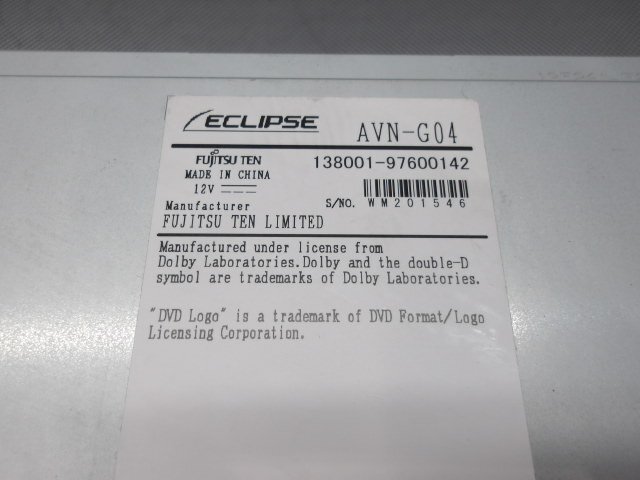 ECLIPSE AVN-G04
FUJITSU TEN 138001-97600142
MADE IN CHINA
12V
S/NO. WM201546
Manufacturer
FUJITSU TEN LIMITED
Manufactured under license from
Dolby Laboratories.Dolby and the double-D
symbol are trademarks of Dolby Laboratories.
"DVD Logo" is a trademark of DVD Format/Logo
Licensing Corporation.